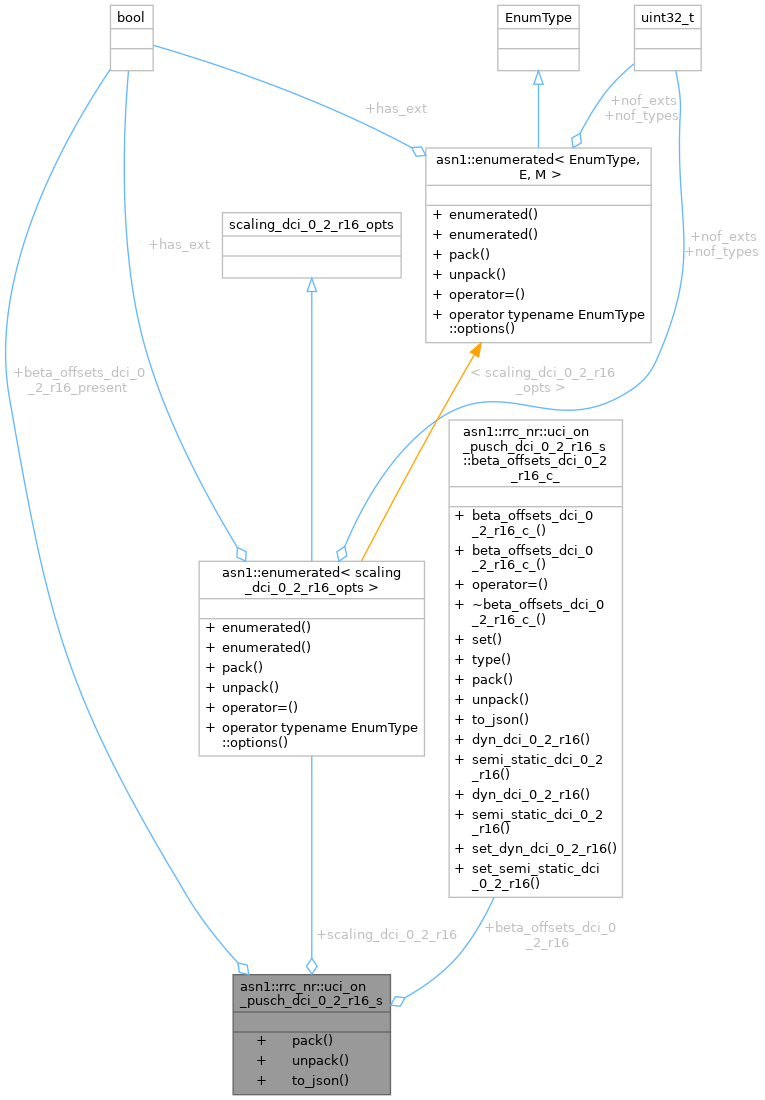 bool
EnumType
uint32_t
+has_ext
+nof_exts
+nof_types
asn1::enumerated< EnumType,
E, M >
+ enumerated()
+ enumerated()
+ pack()
+ unpack()
+ operator=()
+ operator typename EnumType
::options()
scaling_dci_0_2_r16_opts
+has_ext
+nof_exts
+nof_types
+beta_offsets_dci_0
_2_r16_present
< scaling_dci_0_2_r16
_opts >
asn1::rrc_nr::uci_on
_pusch_dci_0_2_r16_s
::beta_offsets_dci_0_2
_r16_c_
+ beta_offsets_dci_0
_2_r16_c_()
+ beta_offsets_dci_0
_2_r16_c_()
+ operator=()
+ ~beta_offsets_dci_0
_2_r16_c_()
+ set()
+ type()
+ pack()
+ unpack()
+ to_json()
+ dyn_dci_0_2_r16()
+ semi_static_dci_0_2
_r16()
+ dyn_dci_0_2_r16()
+ semi_static_dci_0_2
_r16()
+ set_dyn_dci_0_2_r16()
+ set_semi_static_dci
_0_2_r16()
asn1::enumerated< scaling
_dci_0_2_r16_opts >
+ enumerated()
+ enumerated()
+ pack()
+ unpack()
+ operator=()
+ operator typename EnumType
::options()
+scaling_dci_0_2_r16
+beta_offsets_dci_0
_2_r16
asn1::rrc_nr::uci_on
_pusch_dci_0_2_r16_s
+ pack()
+ unpack()
+ to_json()